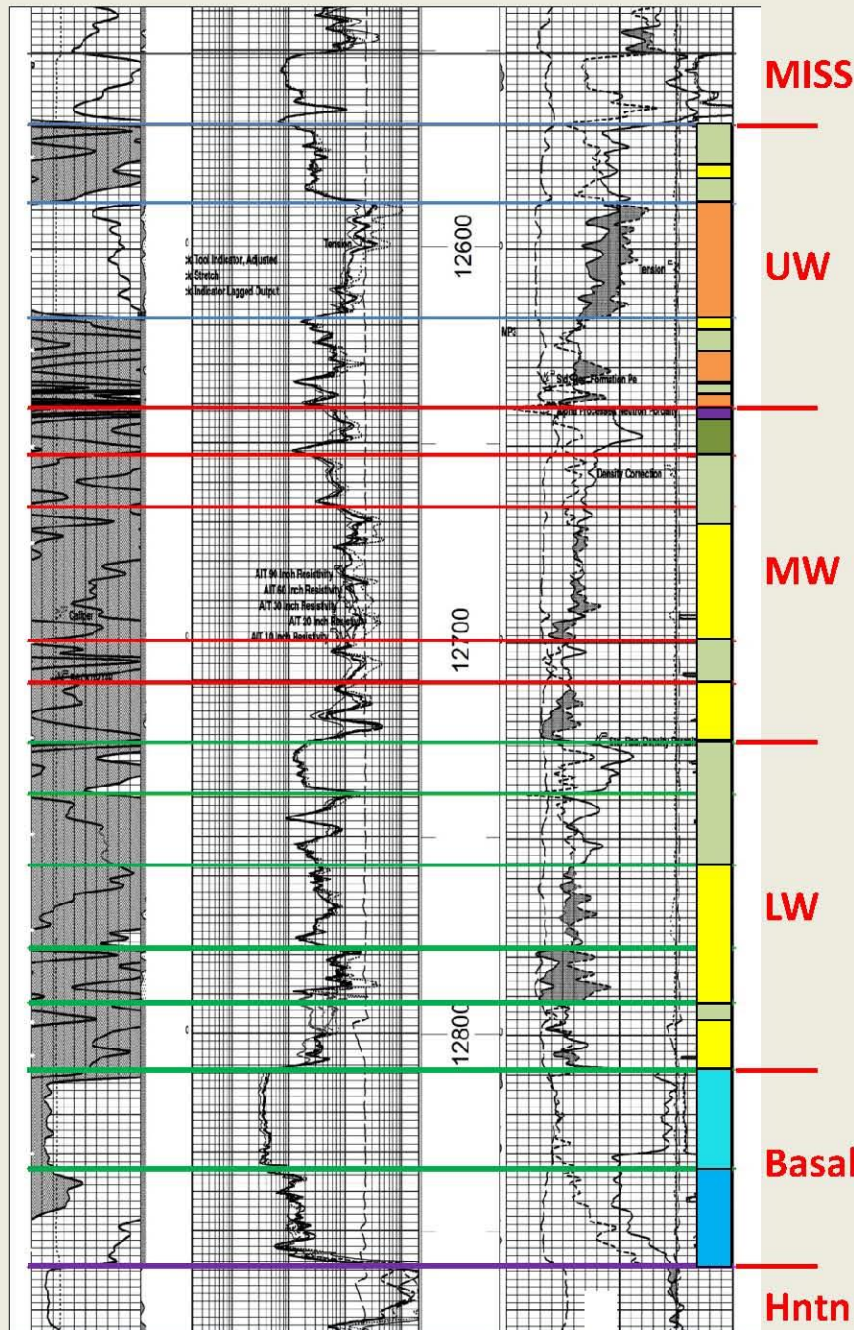 MISS
12600
Tension
Tool Indicator, Adjusted
Stretch
Indicator Lagged Output
Tension
UW
MP3
Formation Pe
Neutron Porosity
Density Correction
AIT 90 Inch Resistivity
AIT 60 Inch Resistivity
AIT 30 Inch Resistivity
AIT 20 Inch Resistivity
AIT 10 Inch Resistivity
MW
Caliper
12700
LW
12800
Basal
Hntn